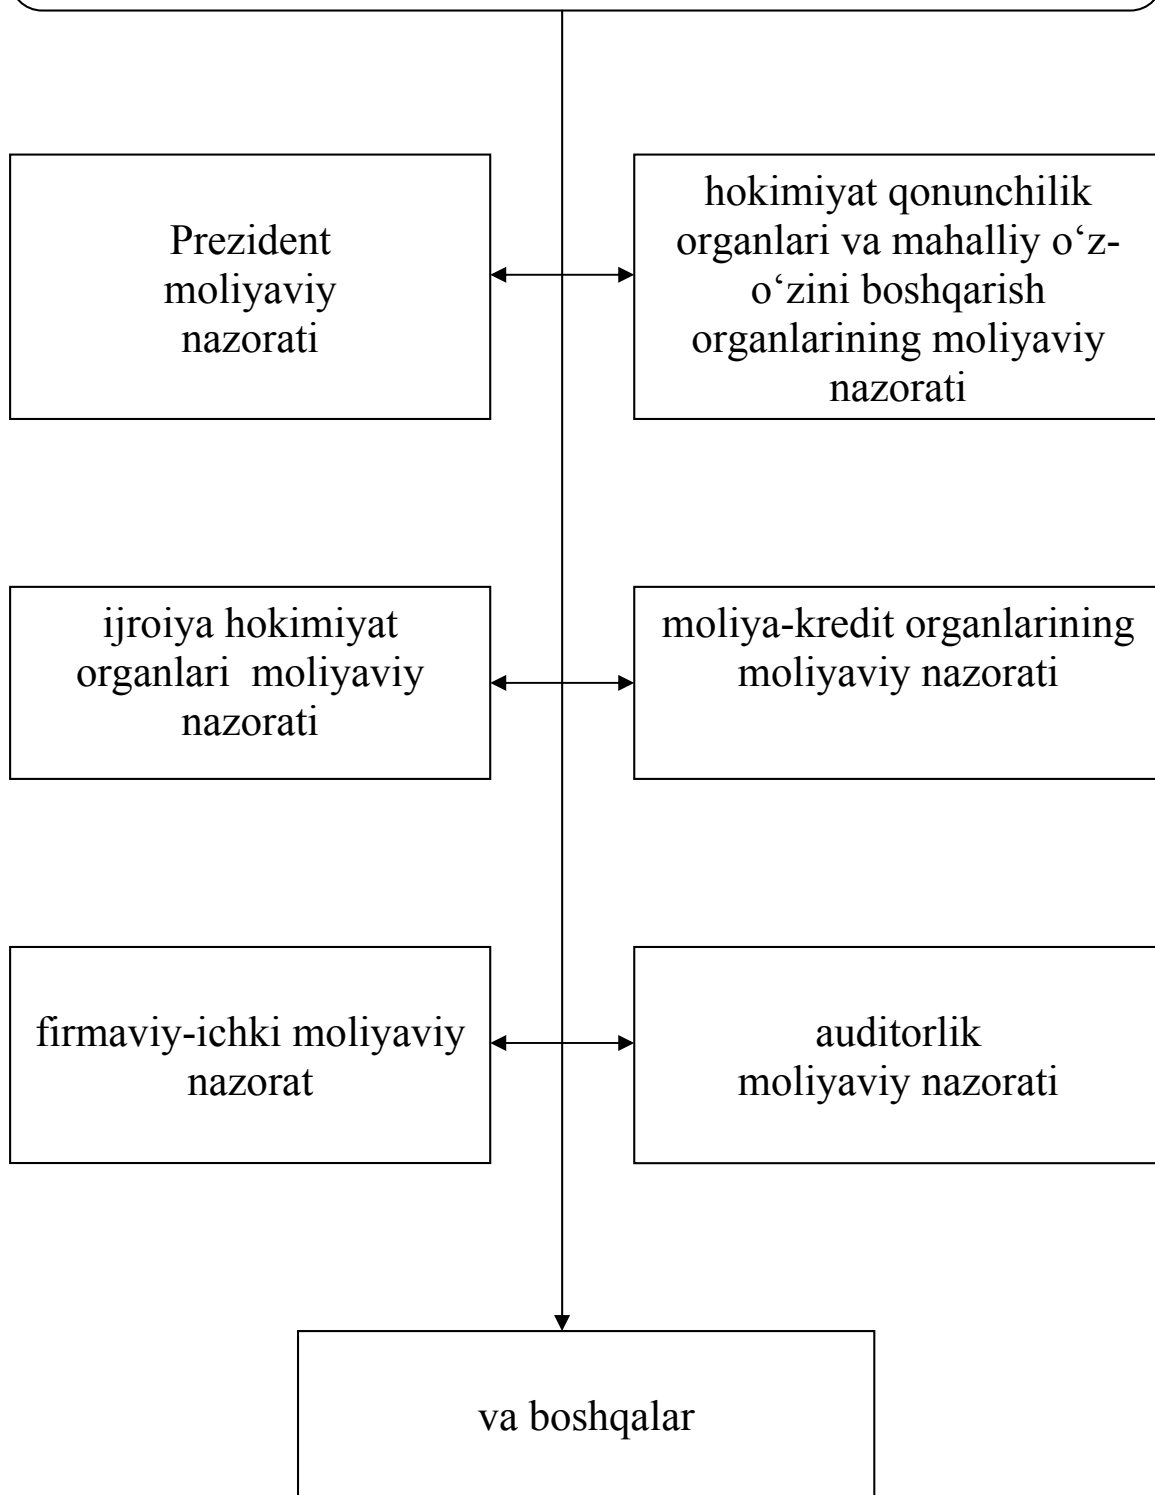 Prezident
moliyaviy
nazorati
hokimiyat qonunchilik
organlari va mahalliy o‘z-
o‘zini boshqarish
organlarining moliyaviy
nazorati
ijroiya hokimiyat
organlari  moliyaviy
nazorati
moliya-kredit organlarining
moliyaviy nazorati
firmaviy-ichki moliyaviy
nazorat
auditorlik
moliyaviy nazorati
va boshqalar